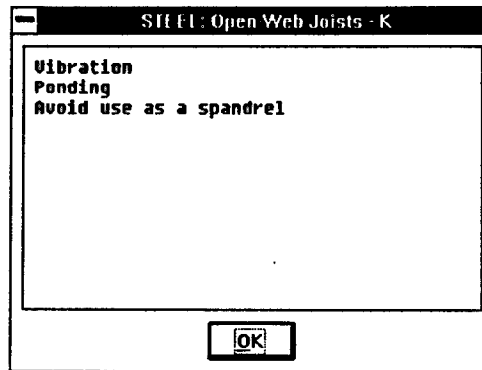 STEEL: Open Web Joists - K
Vibration
Ponding
Avoid use as a spandrel
OK